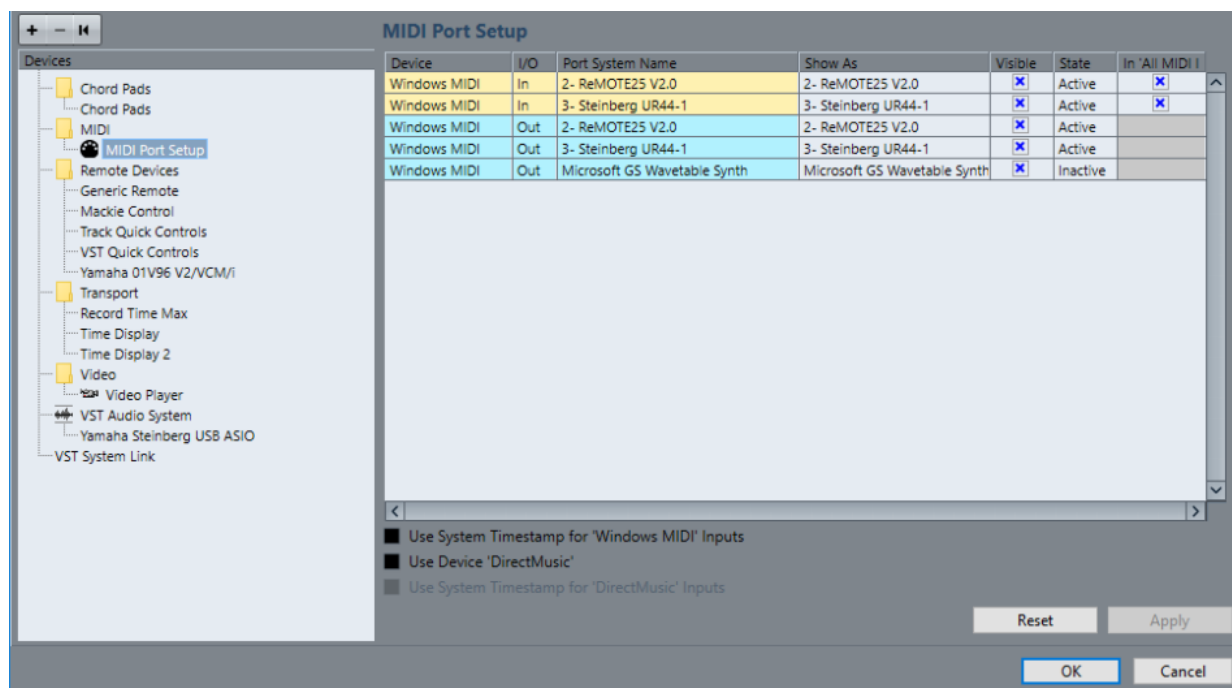 MIDI Port Setup
Devices
Chord Pads
Chord Pads
MIDI
MIDI Port Setup
Remote Devices
Generic Remote
Mackie Control
Track Quick Controls
VST Quick Controls
Yamaha 01V96 V2/VCM/i
Transport
Record Time Max
Time Display
Time Display 2
Video
Video Player
VST Audio System
Yamaha Steinberg USB ASIO
VST System Link
Device I/O Port System Name Show As Visible State In 'All MIDI I
Windows MIDI In 2- ReMOTE25 V2.0 2- ReMOTE25 V2.0 Active
Windows MIDI In 3- Steinberg UR44-1 3- Steinberg UR44-1 Active
Windows MIDI Out 2- ReMOTE25 V2.0 2- ReMOTE25 V2.0 Active
Windows MIDI Out 3- Steinberg UR44-1 3- Steinberg UR44-1 Active
Windows MIDI Out Microsoft GS Wavetable Synth Microsoft GS Wavetable Synth Inactive
Use System Timestamp for 'Windows MIDI' Inputs
Use Device 'DirectMusic'
Use System Timestamp for 'DirectMusic' Inputs
Reset Apply
OK Cancel